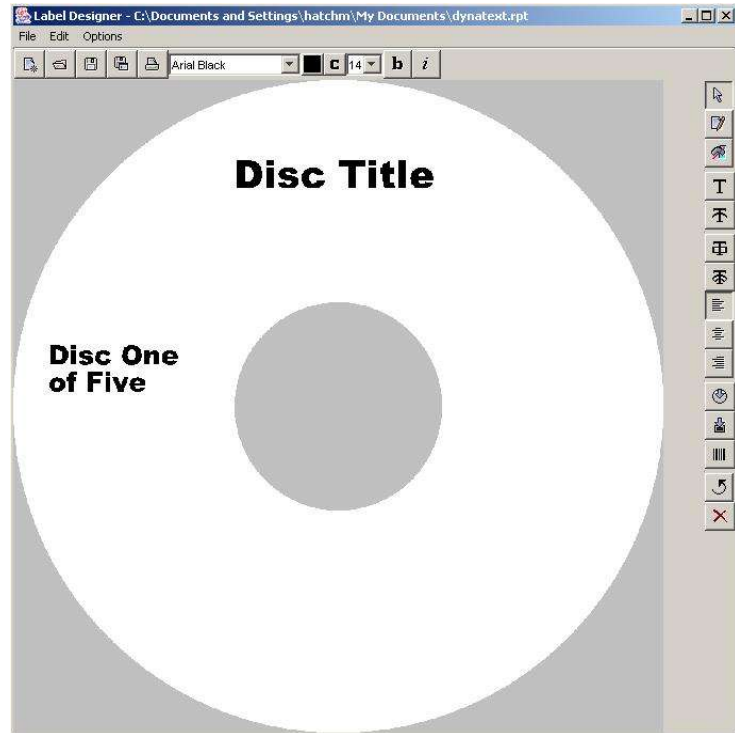 Label Designer - C:\Documents and Settings\hatchm\My Documents\dynatext.rpt
File Edit Options
Arial Black C 14 b i
Disc Title
T
Disc One
of Five